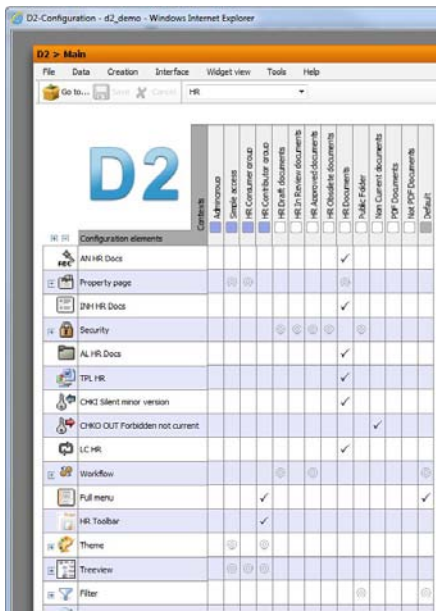 D2-Configuration - d2_demo - Windows Internet Explorer
D2 > Main
File Data Creation Interface Widget view Tools Help
Go to... Save Cancel HR
D2
Contexts
Admingroup
Simple access
HR Consumer group
HR Contributor group
HR Draft documents
HR In Review documents
HR Approved documents
HR Obsolete documents
HR Documents
Public Folder
Non Current documents
PDF Documents
Not PDF Documents
Default
Configuration elements
AN HR Docs
Property page
INH HR Docs
Security
AL HR Docs
TPL HR
CHKI Silent minor version
CHKO OUT Forbidden not current
LC HR
Workflow
Full menu
HR Toolbar
Theme
Treeview
Filter